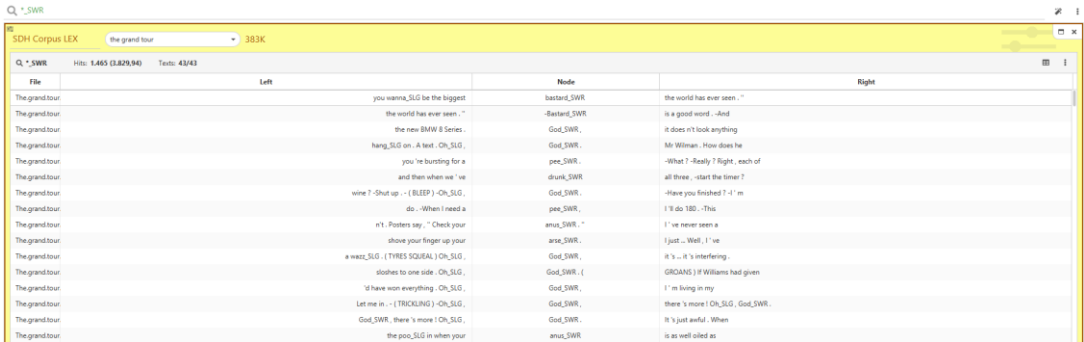 *_SWR
SDH Corpus LEX the grand tour 383K
*_SWR Hits: 1.465 (3.829,94) Texts: 43/43
File Left Node Right
The.grand.tour. you wanna_SLG be the biggest bastard_SWR the world has ever seen . "
The.grand.tour. the world has ever seen . " -Bastard_SWR is a good word . -And
The.grand.tour. the new BMW 8 Series . God_SWR , it does n't look anything
The.grand.tour. hang_SLG on . A text . Oh_SLG , God_SWR . Mr Wilman . How does he
The.grand.tour. you 're bursting for a pee_SWR . -What ? -Really ? Right , each of
The.grand.tour. and then when we ' ve drunk_SWR all three , -start the timer ?
The.grand.tour. wine ? -Shut up . - ( BLEEP ) -Oh_SLG , God_SWR . -Have you finished ? -I ' m
The.grand.tour. do . -When I need a pee_SWR , I 'll do 180 . -This
The.grand.tour. n't . Posters say , " Check your anus_SWR . " I ' ve never seen a
The.grand.tour. shove your finger up your arse_SWR . I just ... Well , I ' ve
The.grand.tour. a wazz_SLG . ( TYRES SQUEAL ) Oh_SLG , God_SWR , it 's ... it 's interfering .
The.grand.tour. sloshes to one side . Oh_SLG , God_SWR . ( GROANS ) If Williams had given
The.grand.tour. 'd have won everything . Oh_SLG , God_SWR , I ' m living in my
The.grand.tour. Let me in . - ( TRICKLING ) -Oh_SLG , God_SWR , there 's more ! Oh_SLG , God_SWR .
The.grand.tour. God_SWR , there 's more ! Oh_SLG , God_SWR . It 's just awful . When
The.grand.tour. the poo_SLG in when your anus_SWR is as well oiled as